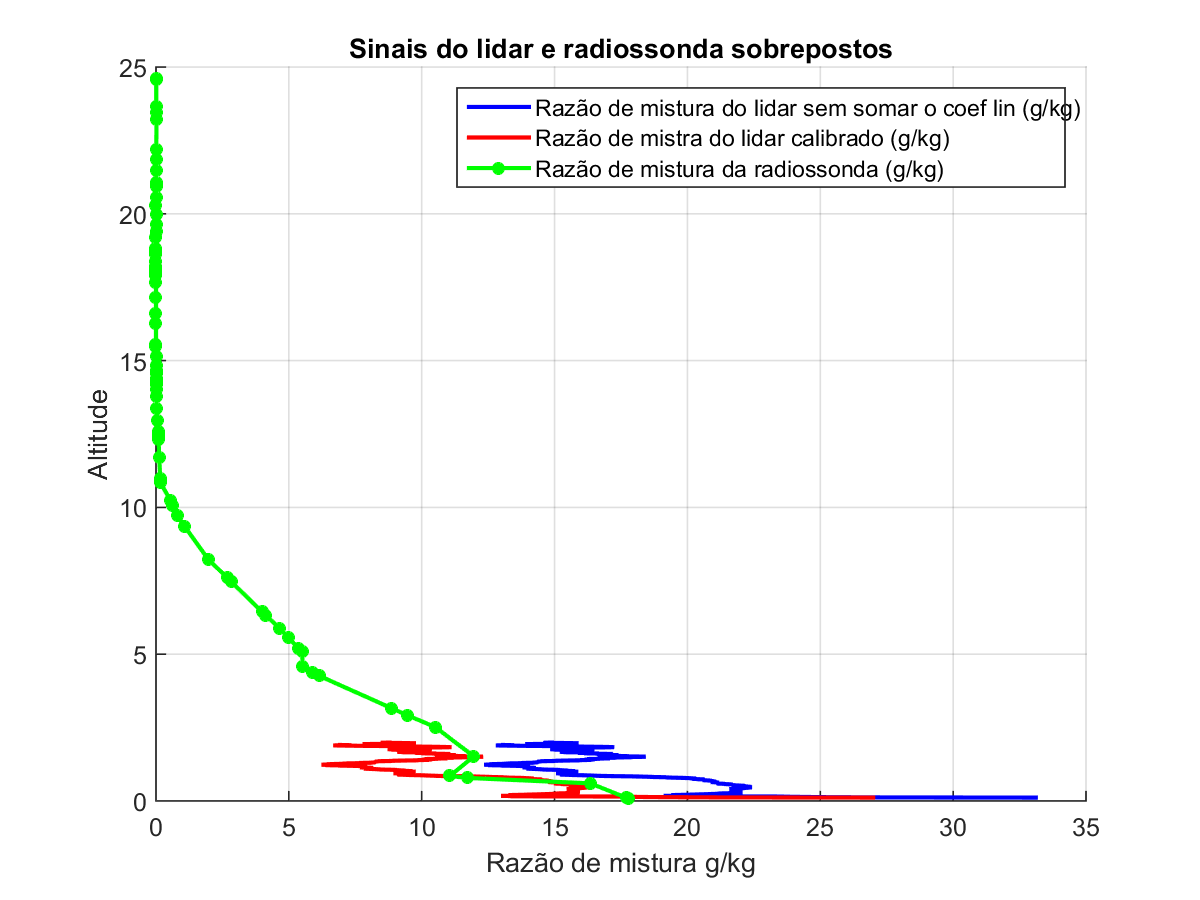 Sinais do lidar e radiossonda sobrepostos
25
20
15
10
5
0
Altitude
Razão de mistura do lidar sem somar o coef lin (g/kg)
Razão de mistra do lidar calibrado (g/kg)
Razão de mistura da radiossonda (g/kg)
0 5 10 15 20 25 30 35
Razão de mistura g/kg